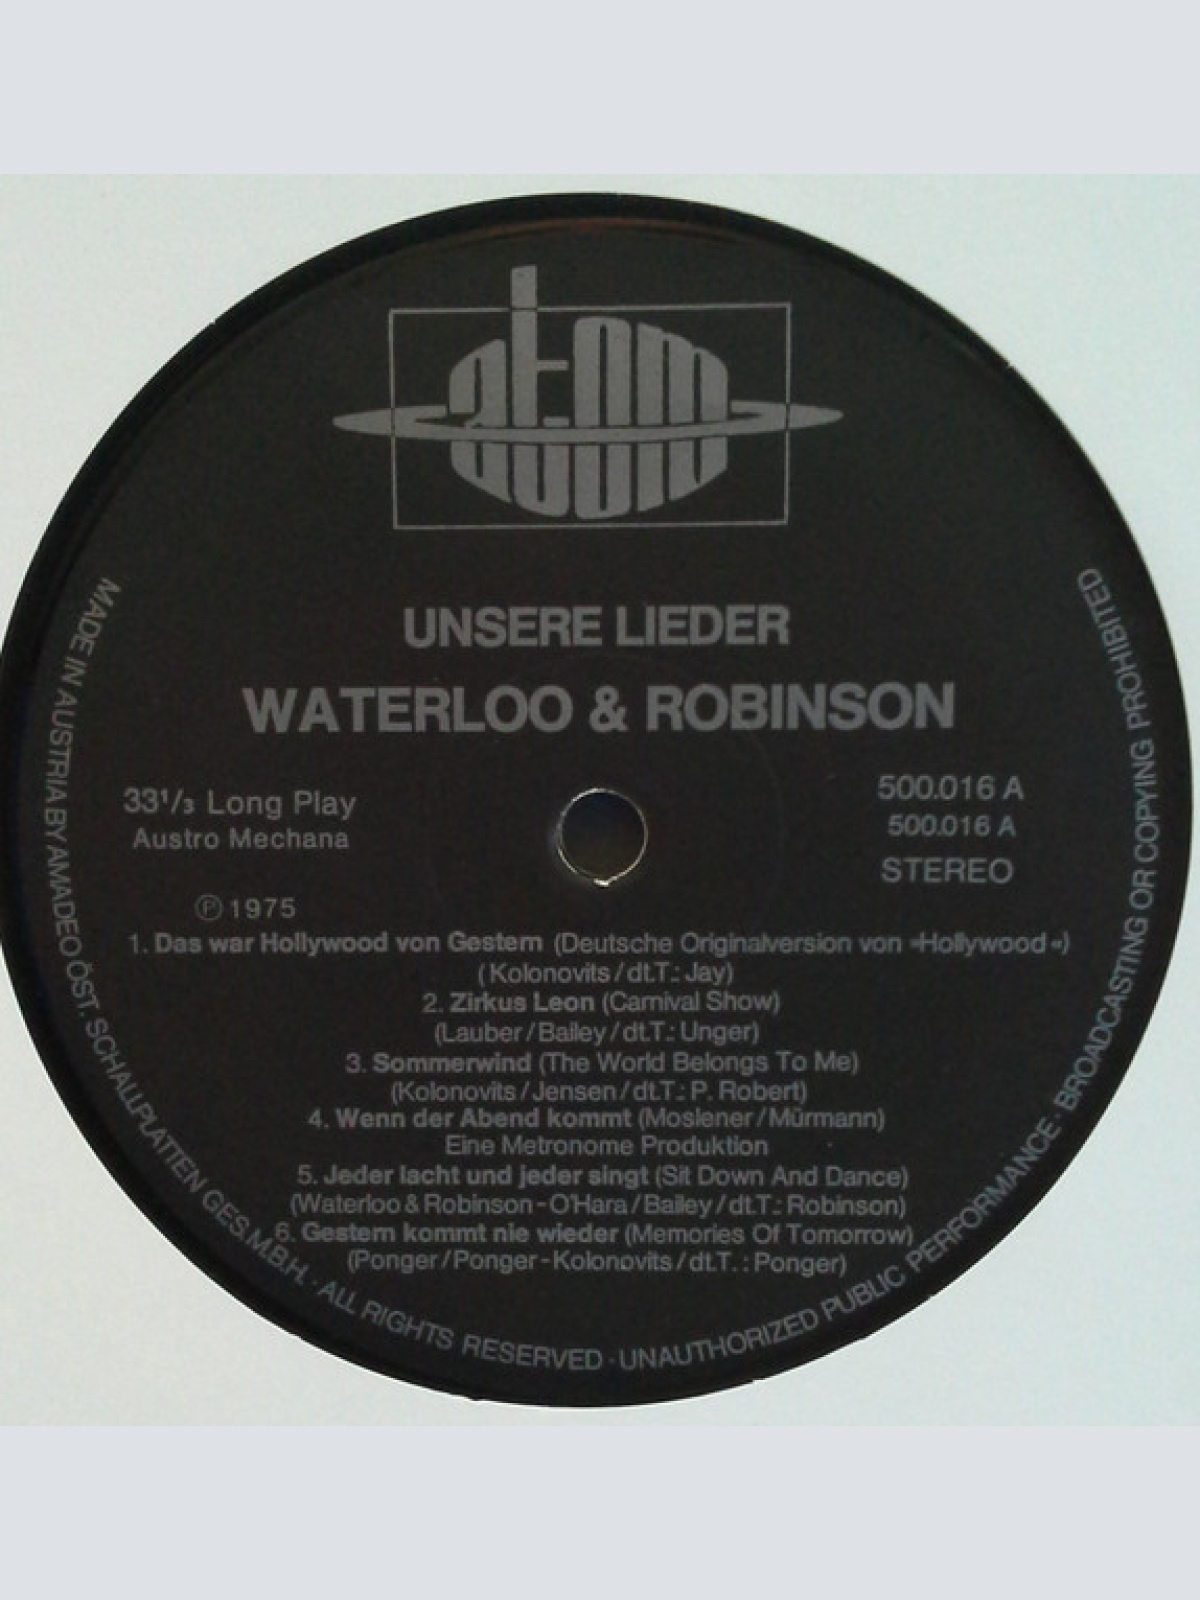 atom
UNSERE LIEDER
WATERLOO & ROBINSON
33¹/₃ Long Play
Austro Mechana
℗ 1975
500.016 A
500.016 A
STEREO
1. Das war Hollywood von Gestern (Deutsche Originalversion von »Hollywood«)
(Kolonovits / dt.T.: Jay)
2. Zirkus Leon (Carnival Show)
(Lauber / Bailey / dt.T.: Unger)
3. Sommerwind (The World Belongs To Me)
(Kolonovits / Jensen / dt.T.: P. Robert)
4. Wenn der Abend kommt (Moslener / Mürmann)
Eine Metronome Produktion
5. Jeder lacht und jeder singt (Sit Down And Dance)
(Waterloo & Robinson - O'Hara / Bailey / dt.T.: Robinson)
6. Gestern kommt nie wieder (Memories Of Tomorrow)
(Ponger / Ponger - Kolonovits / dt.T. : Ponger)
MADE IN AUSTRIA BY AMADEO ÖST. SCHALLPLATTEN GES.M.B.H. · ALL RIGHTS RESERVED · UNAUTHORIZED PUBLIC PERFORMANCE · BROADCASTING OR COPYING PROHIBITED